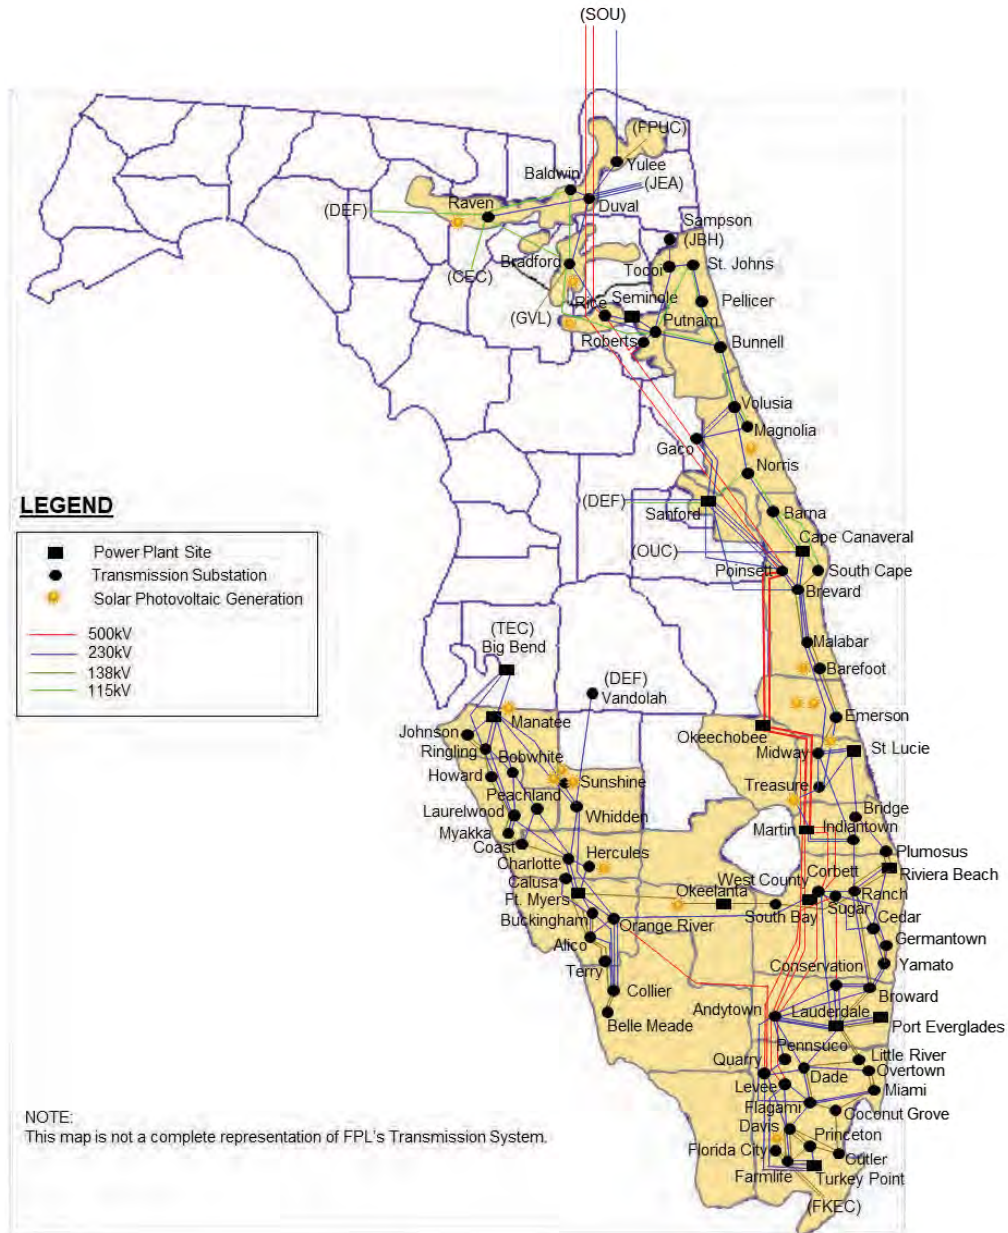 (SOU)
(FPUC)
Yulee
Baldwin
(JEA)
Raven
Duval
(DEF)
Sampson
(JBH)
Bradford
Tocoi
St. Johns
(CEC)
Seminole
Pellicer
Rice
(GVL)
Putnam
Roberts
Bunnell
Volusia
Magnolia
Gaco
Norris
LEGEND
(DEF)
Sanford
Barna
Power Plant Site
Cape Canaveral
(OUC)
Transmission Substation
Poinsett
South Cape
Solar Photovoltaic Generation
Brevard
500kV
(TEC)
230kV
Big Bend
Malabar
138kV
Barefoot
115kV
(DEF)
Vandolah
Manatee
Emerson
Johnson
Okeechobee
Ringling
Midway
St Lucie
Bobwhite
Howard
Sunshine
Treasure
Peachland
Laurelwood
Whidden
Bridge
Myakka
Martin
Indiantown
Coast
Hercules
Plumosus
Charlotte
West County
Corbett
Riviera Beach
Calusa
Okeelanta
Ranch
Ft. Myers
Sugar
Buckingham
Orange River
South Bay
Cedar
Alico
Germantown
Terry
Conservation
Yamato
Collier
Broward
Andytown
Lauderdale
Belle Meade
Port Everglades
Pennsuco
Quarry
Little River
Overtown
Levee
Dade
Miami
Flagami
Coconut Grove
NOTE:
This map is not a complete representation of FPL's Transmission System.
Davis
Princeton
Florida City
Cutler
Farmlife
Turkey Point
(FKEC)